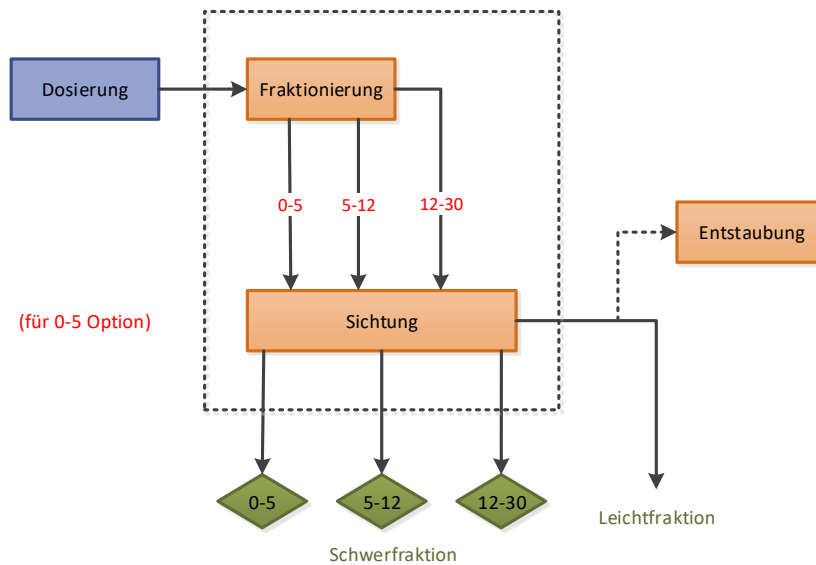 Dosierung
Fraktionierung
0-5
5-12
12-30
Entstaubung
(für 0-5 Option)
Sichtung
0-5
5-12
12-30
Leichtfraktion
Schwerfraktion